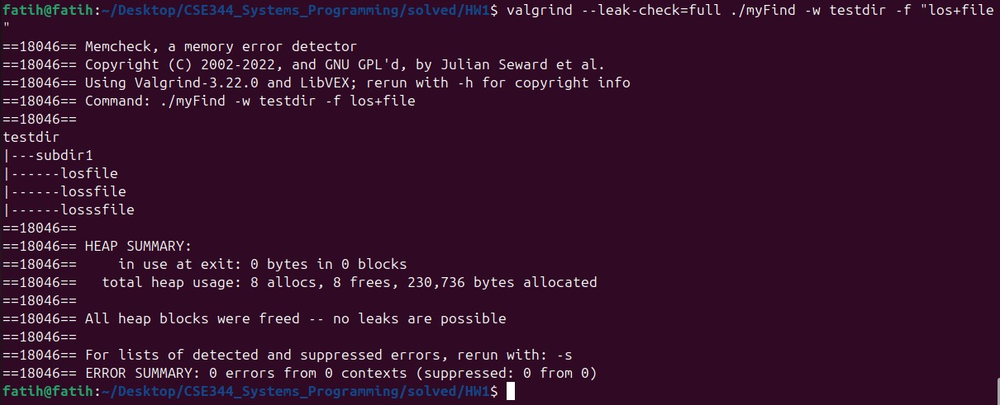 fatih@fatih:~/Desktop/CSE344_Systems_Programming/solved/HW1$ valgrind --leak-check=full ./myFind -w testdir -f "los+file
"
==18046== Memcheck, a memory error detector
==18046== Copyright (C) 2002-2022, and GNU GPL'd, by Julian Seward et al.
==18046== Using Valgrind-3.22.0 and LibVEX; rerun with -h for copyright info
==18046== Command: ./myFind -w testdir -f los+file
==18046==
testdir
|---subdir1
|------losfile
|------lossfile
|------losssfile
==18046==
==18046== HEAP SUMMARY:
==18046==     in use at exit: 0 bytes in 0 blocks
==18046==   total heap usage: 8 allocs, 8 frees, 230,736 bytes allocated
==18046==
==18046== All heap blocks were freed -- no leaks are possible
==18046==
==18046== For lists of detected and suppressed errors, rerun with: -s
==18046== ERROR SUMMARY: 0 errors from 0 contexts (suppressed: 0 from 0)
fatih@fatih:~/Desktop/CSE344_Systems_Programming/solved/HW1$